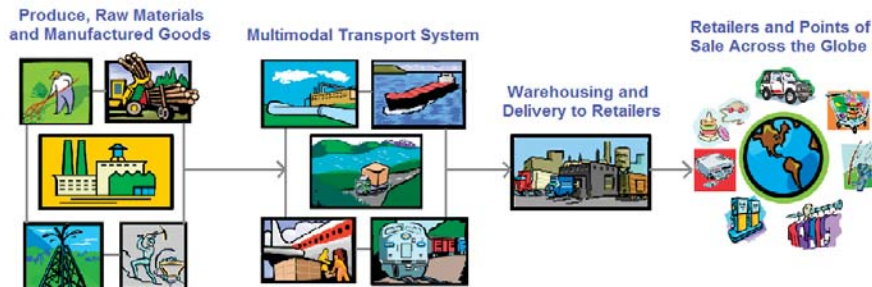 Produce, Raw Materials
and Manufactured Goods
Multimodal Transport System
Warehousing and
Delivery to Retailers
Retailers and Points of
Sale Across the Globe